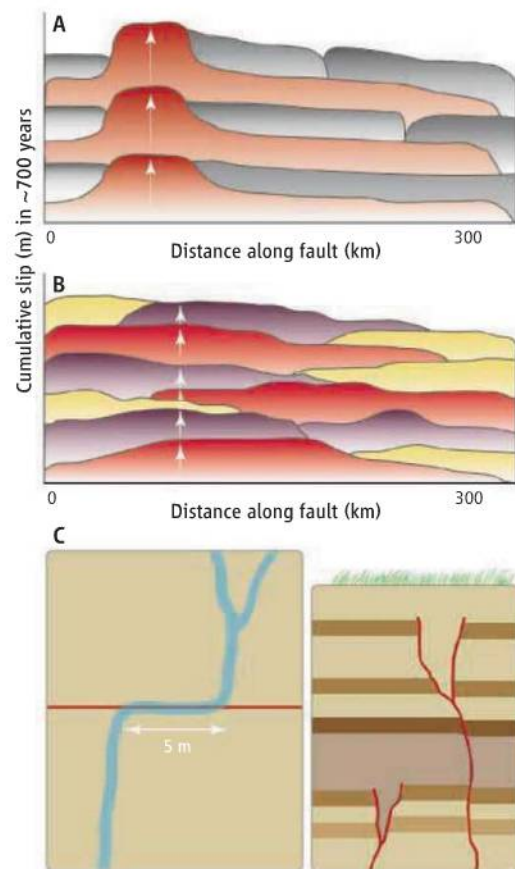 A
Cumulative slip (m) in ~700 years
0
300
Distance along fault (km)
B
0
300
Distance along fault (km)
C
5 m